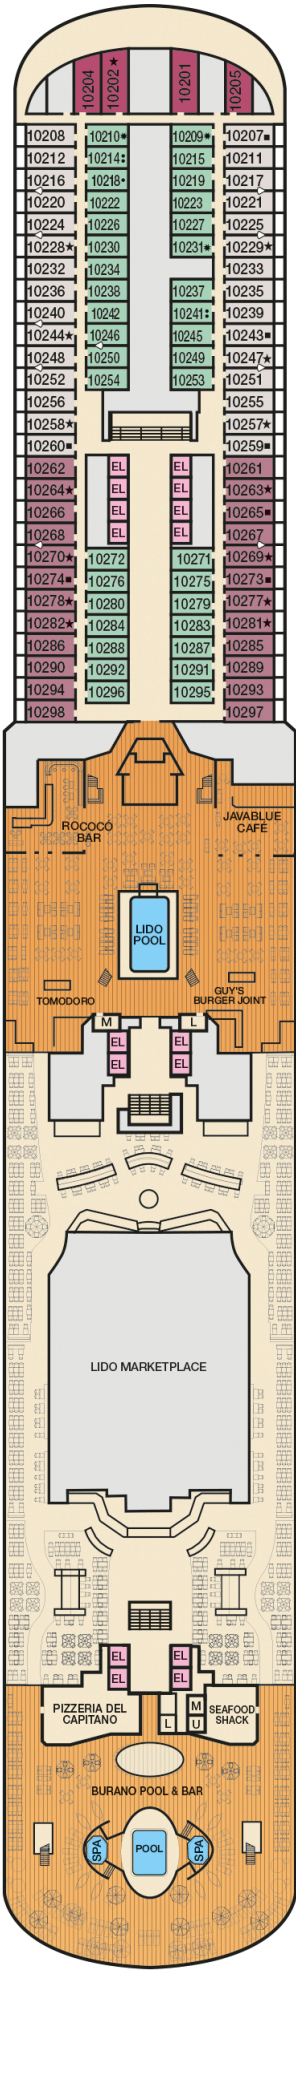 10204 10202★ 10201 10205
10208 10210✷ 10209✷ 10207■
10212 10214: 10215 10211
10216 10218• 10219 10217
10220 10222 10223 10221
10224 10226 10227 10225
10228★ 10230 10231✷ 10229★
10232 10234 10233
10236 10238 10237 10235
10240 10242 10241: 10239
10244★ 10246 10245 10243■
10248 10250 10249 10247★
10252 10254 10253 10251
10256 10255
10258★ 10257★
10260■ 10259■
10262 EL EL 10261
10264★ EL EL 10263★
10266 EL EL 10265■
10268 EL EL 10267
10270★ 10272 10271 10269★
10274■ 10276 10275 10273■
10278★ 10280 10279 10277★
10282★ 10284 10283 10281★
10286 10288 10287 10285
10290 10292 10291 10289
10294 10296 10295 10293
10298 10297
ROCOCÓ
BAR
JAVABLUE
CAFÉ
LIDO
POOL
TOMODORO
GUY'S
BURGER JOINT
M L
EL EL
EL EL
LIDO MARKETPLACE
EL EL
EL EL
PIZZERIA DEL
CAPITANO
L
M
U
SEAFOOD
SHACK
BURANO POOL & BAR
SPA POOL SPA